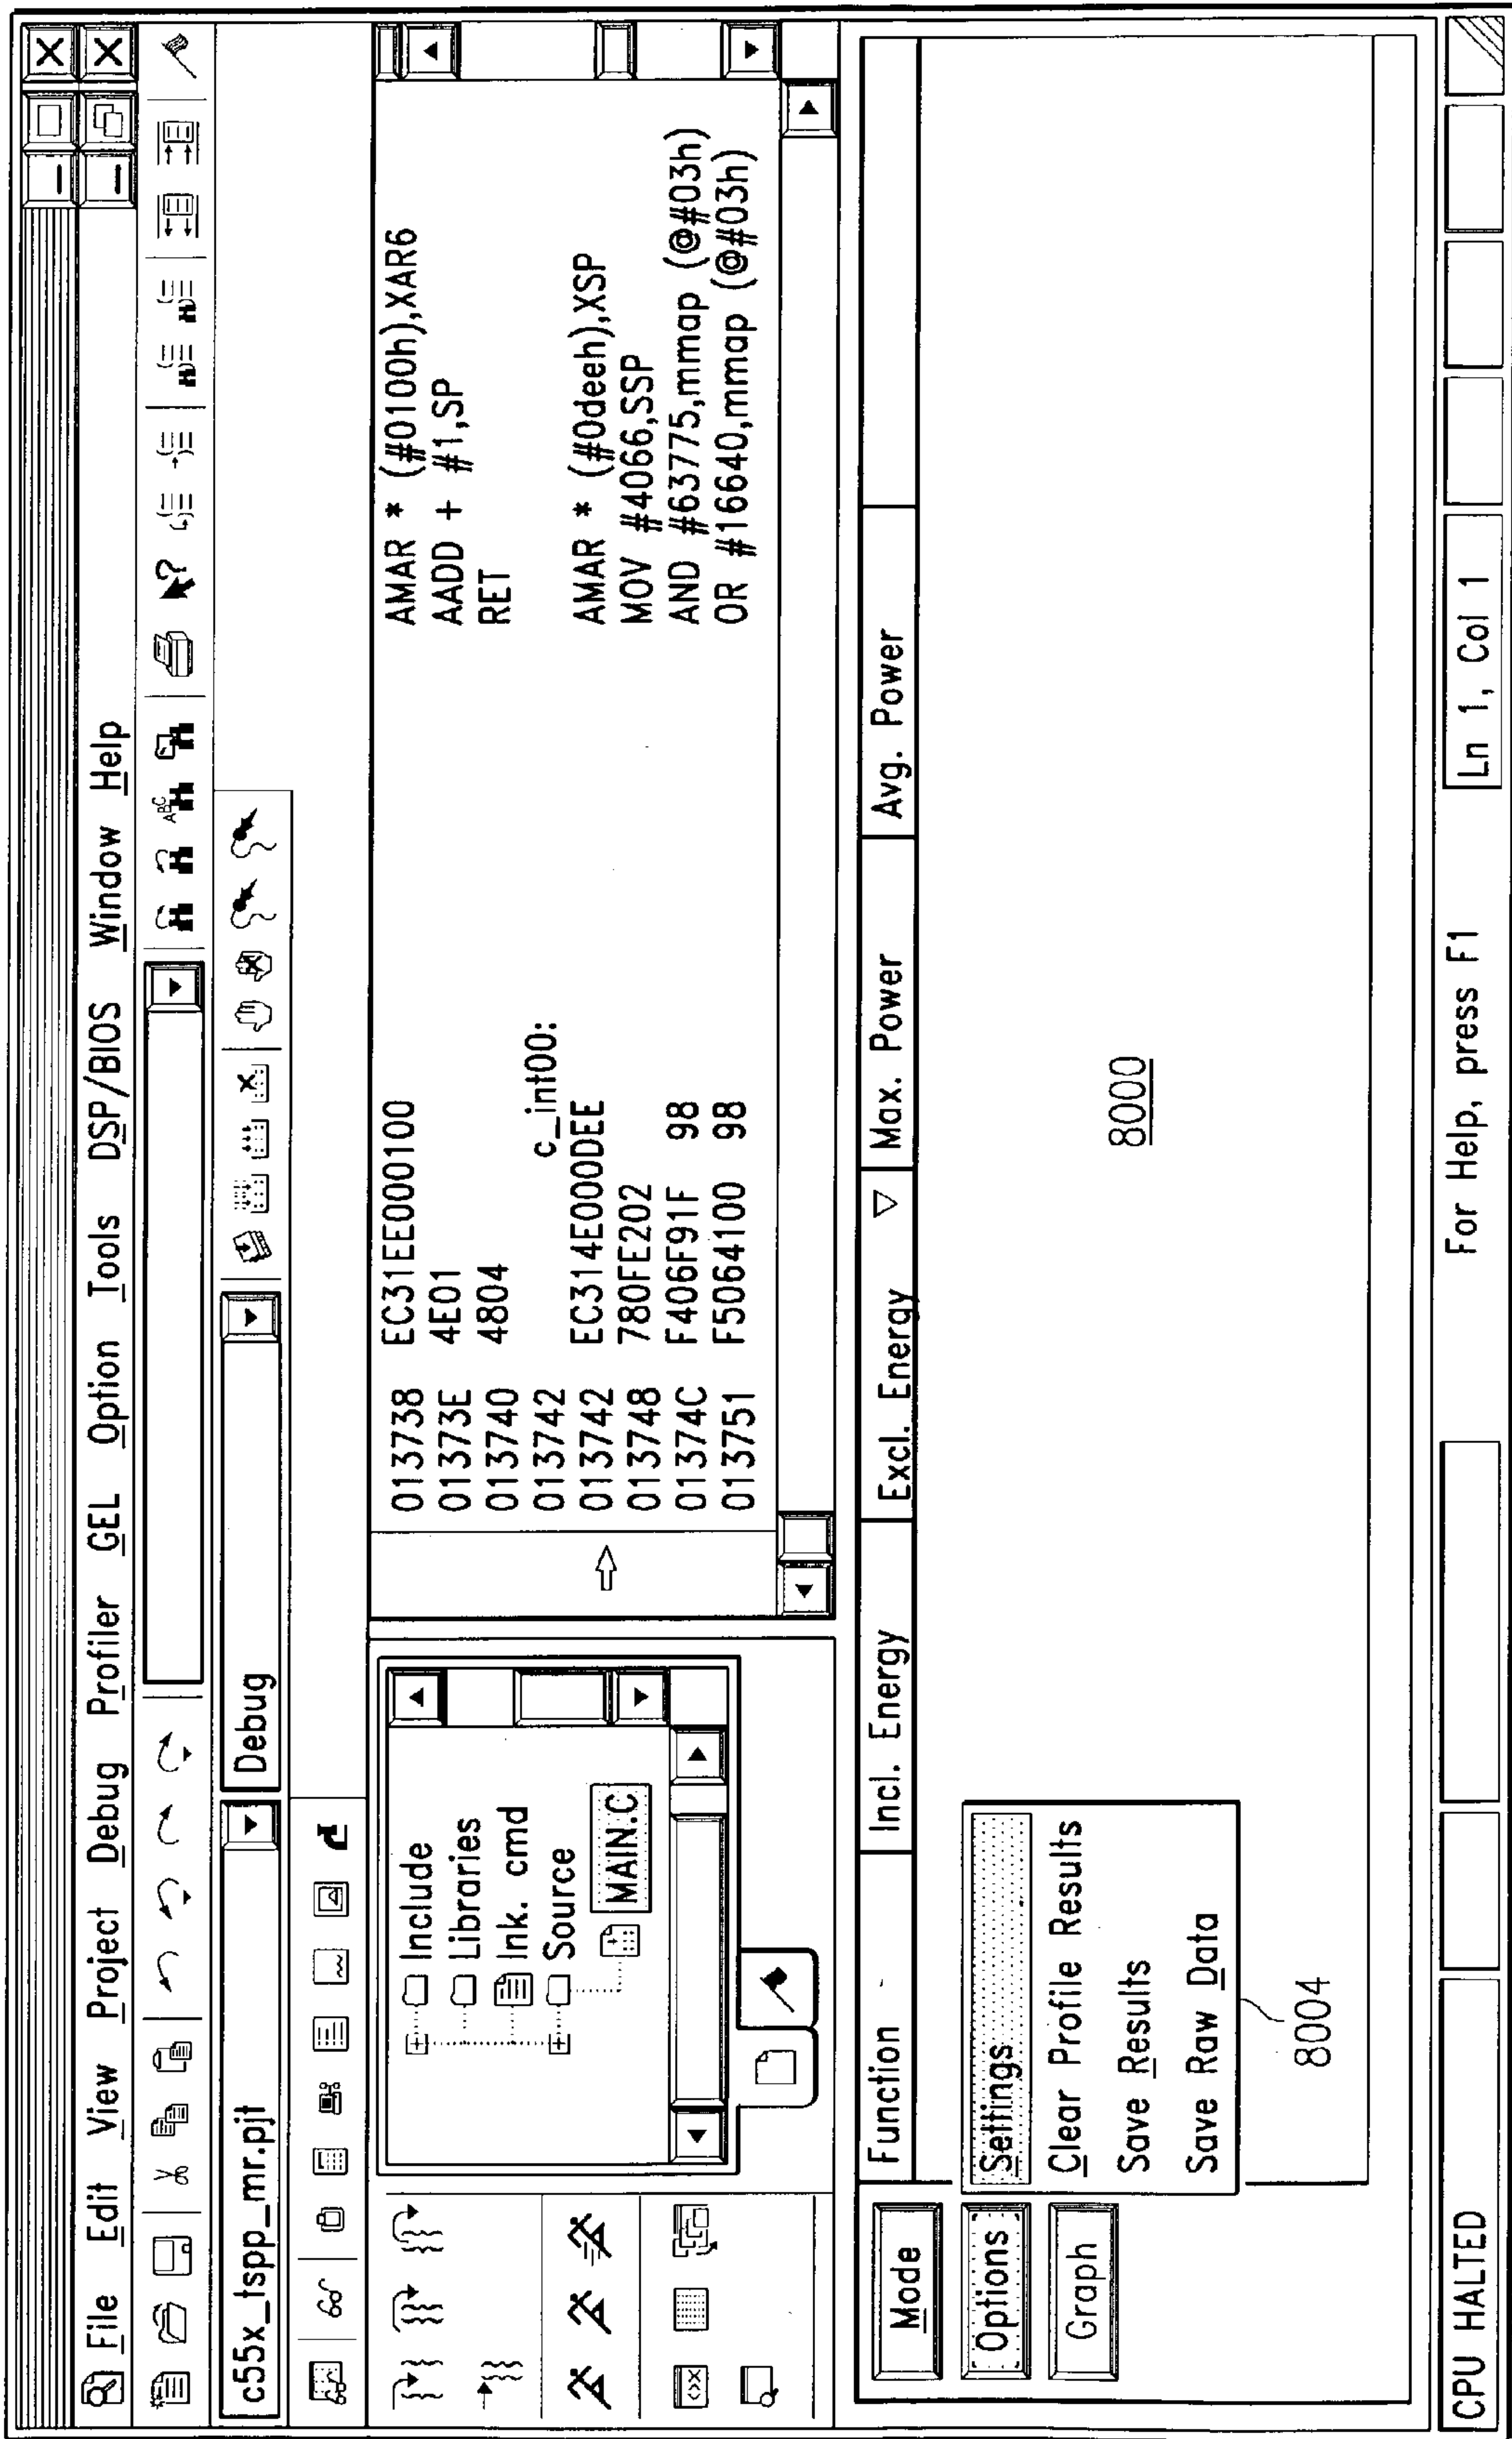 File Edit View Project Debug Profiler GEL Option Tools DSP/BIOS Window Help
ABC
?
c55x_tspp_mr.pjt Debug
Include
Libraries
lnk. cmd
Source
MAIN.C
013738 EC31EE000100 AMAR * (#0100h),XAR6
01373E 4E01 AADD + #1,SP
013740 4804 RET
013742 c_int00:
013742 EC314E000DEE AMAR * (#0deeh),XSP
013748 780FE202 MOV #4066,SSP
01374C F406F91F 98 AND #63775,mmap (@#03h)
013751 F5064100 98 OR #16640,mmap (@#03h)
Mode
Options
Graph
Function Incl. Energy Excl. Energy Max. Power Avg. Power
Settings
Clear Profile Results
Save Results
Save Raw Data
8004
8000
CPU HALTED For Help, press F1 Ln 1, Col 1